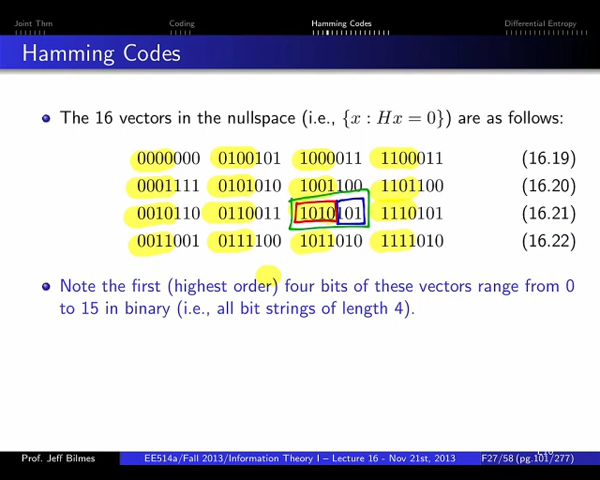 Joint Thm Coding Hamming Codes Differential Entropy
Hamming Codes
The 16 vectors in the nullspace (i.e., {x : Hx = 0}) are as follows:
0000000 0100101 1000011 1100011 (16.19)
0001111 0101010 1001100 1101100 (16.20)
0010110 0110011 1010101 1110101 (16.21)
0011001 0111100 1011010 1111010 (16.22)
Note the first (highest order) four bits of these vectors range from 0
to 15 in binary (i.e., all bit strings of length 4).
Prof. Jeff Bilmes EE514a/Fall 2013/Information Theory I – Lecture 16 - Nov 21st, 2013 F27/58 (pg.101/277)